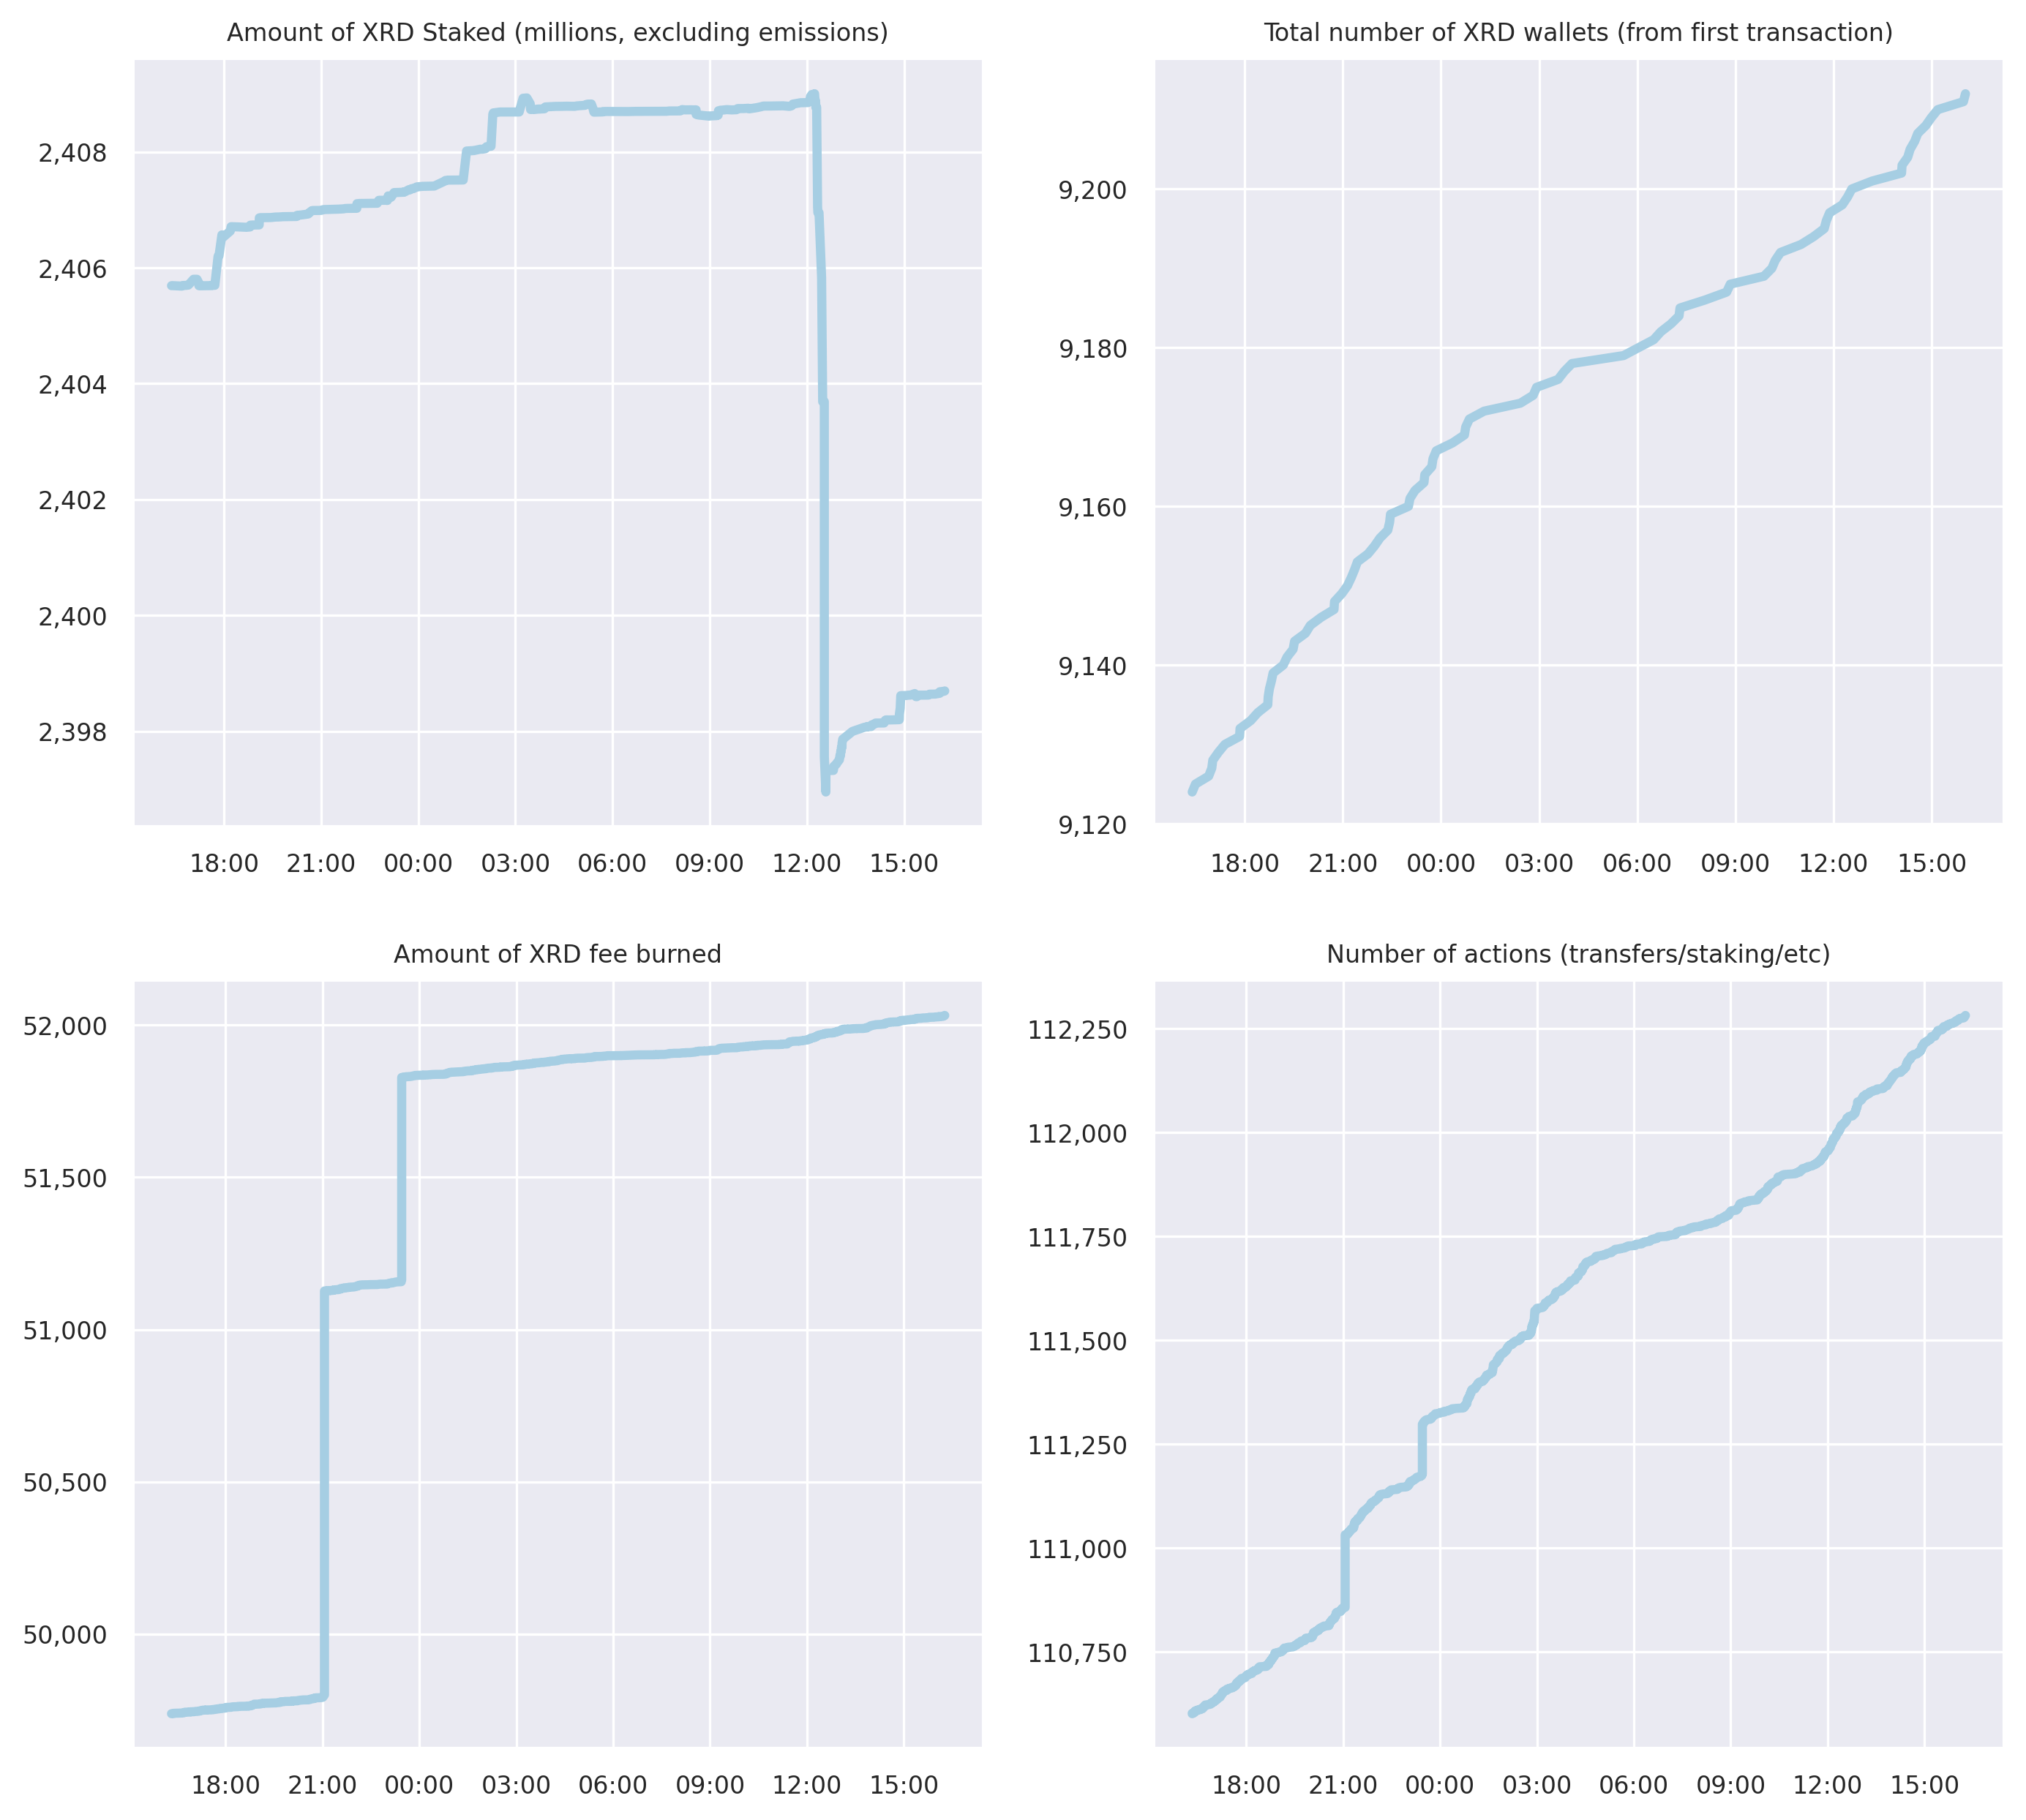 Amount of XRD Staked (millions, excluding emissions)
2,408
2,406
2,404
2,402
2,400
2,398
18:00 21:00 00:00 03:00 06:00 09:00 12:00 15:00
Total number of XRD wallets (from first transaction)
9,200
9,180
9,160
9,140
9,120
18:00 21:00 00:00 03:00 06:00 09:00 12:00 15:00
Amount of XRD fee burned
52,000
51,500
51,000
50,500
50,000
18:00 21:00 00:00 03:00 06:00 09:00 12:00 15:00
Number of actions (transfers/staking/etc)
112,250
112,000
111,750
111,500
111,250
111,000
110,750
18:00 21:00 00:00 03:00 06:00 09:00 12:00 15:00